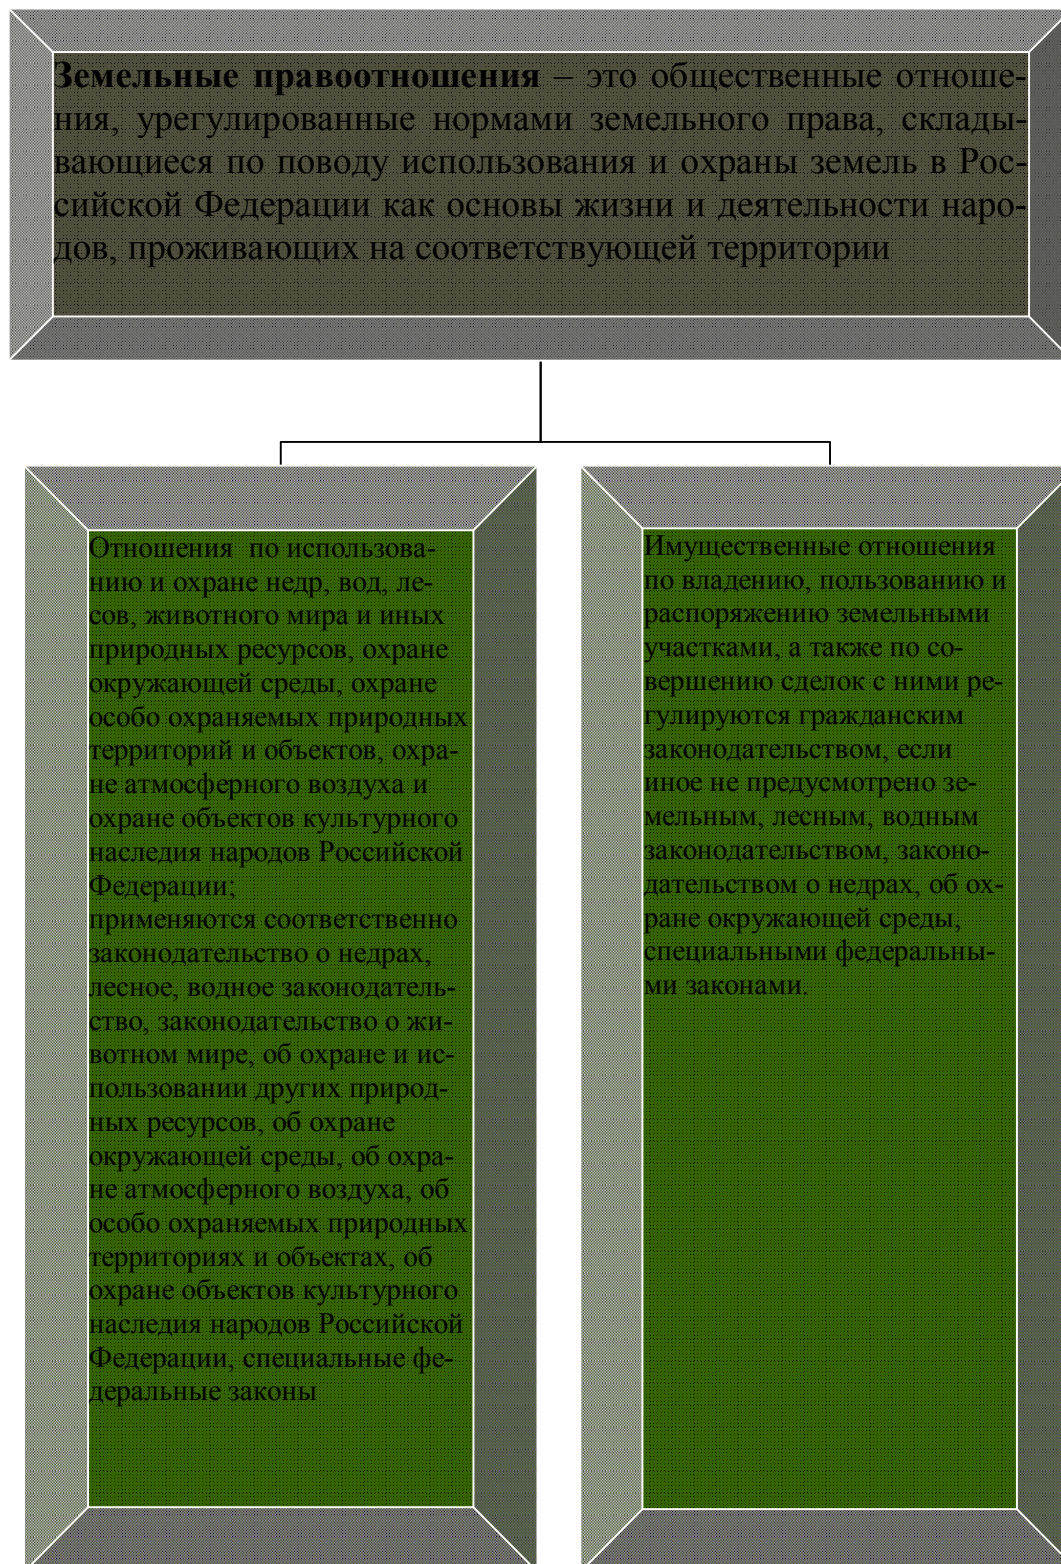 Земельные правоотношения – это общественные отноше-
ния, урегулированные нормами земельного права, склады-
вающиеся по поводу использования и охраны земель в Рос-
сийской Федерации как основы жизни и деятельности наро-
дов, проживающих на соответствующей территории
Отношения по использова-
нию и охране недр, вод, ле-
сов, животного мира и иных
природных ресурсов, охране
окружающей среды, охране
особо охраняемых природных
территорий и объектов, охра-
не атмосферного воздуха и
охране объектов культурного
наследия народов Российской
Федерации;
применяются соответственно
законодательство о недрах,
лесное, водное законодатель-
ство, законодательство о жи-
вотном мире, об охране и ис-
пользовании других природ-
ных ресурсов, об охране
окружающей среды, об охра-
не атмосферного воздуха, об
особо охраняемых природных
территориях и объектах, об
охране объектов культурного
наследия народов Российской
Федерации, специальные фе-
деральные законы
Имущественные отношения
по владению, пользованию и
распоряжению земельными
участками, а также по со-
вершению сделок с ними ре-
гулируются гражданским
законодательством, если
иное не предусмотрено зе-
мельным, лесным, водным
законодательством, законо-
дательством о недрах, об ох-
ране окружающей среды,
специальными федеральны-
ми законами.